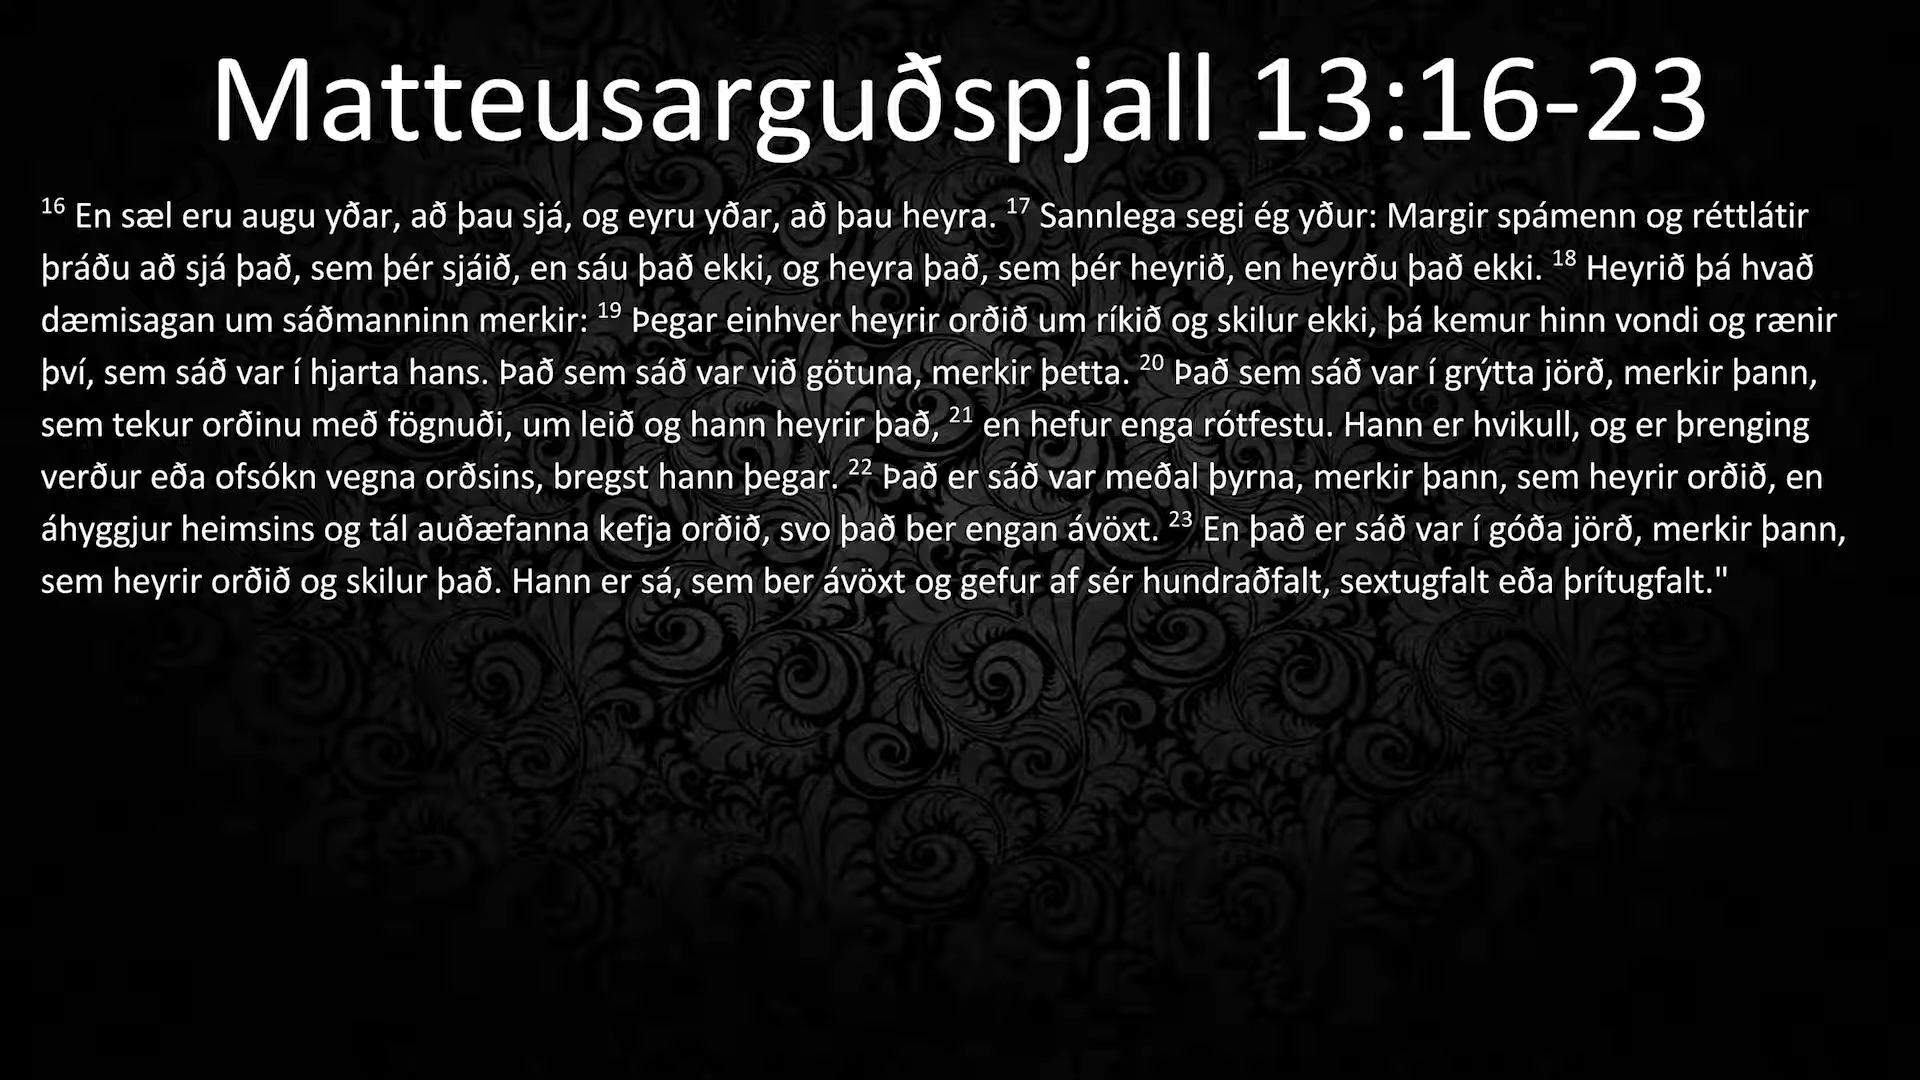 Matteusarguðspjall 13:16-23
16 En sæl eru augu yðar, að þau sjá, og eyru yðar, að þau heyra. 17 Sannlega segi ég yður: Margir spámenn og réttlátir
þráðu að sjá það, sem þér sjáið, en sáu það ekki, og heyra það, sem þér heyrið, en heyrðu það ekki. 18 Heyrið þá hvað
dæmisagan um sáðmanninn merkir: 19 Þegar einhver heyrir orðið um ríkið og skilur ekki, þá kemur hinn vondi og rænir
því, sem sáð var í hjarta hans. Það sem sáð var við götuna, merkir þetta. 20 Það sem sáð var í grýtta jörð, merkir þann,
sem tekur orðinu með fögnuði, um leið og hann heyrir það, 21 en hefur enga rótfestu. Hann er hvikull, og er þrenging
verður eða ofsókn vegna orðsins, bregst hann þegar. 22 Það er sáð var meðal þyrna, merkir þann, sem heyrir orðið, en
áhyggjur heimsins og tál auðæfanna kefja orðið, svo það ber engan ávöxt. 23 En það er sáð var í góða jörð, merkir þann,
sem heyrir orðið og skilur það. Hann er sá, sem ber ávöxt og gefur af sér hundraðfalt, sextugfalt eða þrítugfalt."